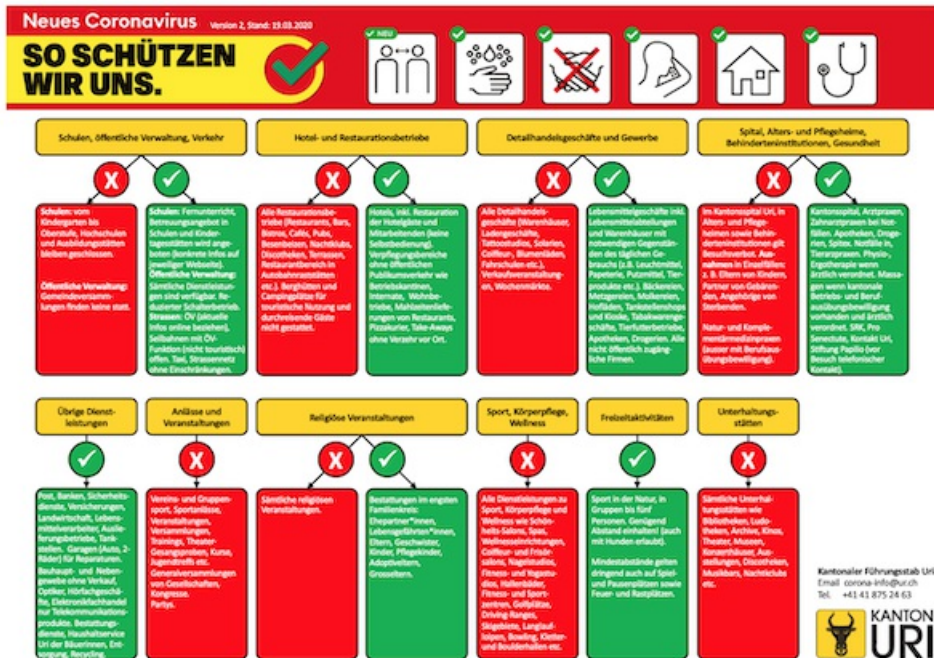 Neues Coronavirus Version 2, Stand: 19.03.2020
SO SCHÜTZEN
WIR UNS.
NEU
Schulen, öffentliche Verwaltung, Verkehr
Hotel- und Restaurationsbetriebe
Detailhandelsgeschäfte und Gewerbe
Spital, Alters- und Pflegeheime,
Behinderteninstitutionen, Gesundheit
Schulen: vom
Kindergarten bis
Oberstufe, Hochschulen
und Ausbildungsstätten
bleiben geschlossen.
Öffentliche Verwaltung:
Gemeindeversamm-
lungen finden keine statt.
Schulen: Fernunterricht,
Betreuungsangebot in
Schulen und Kinder-
tagesstätten wird ange-
boten (konkrete Infos auf
jeweiliger Webseite).
Öffentliche Verwaltung:
Sämtliche Dienstleistun-
gen sind verfügbar. Re-
duzierter Schalterbetrieb.
Strassen: ÖV (aktuelle
Infos online beziehen),
Seilbahnen mit ÖV-
Funktion (nicht touristisch)
offen. Taxi, Strassennetz
ohne Einschränkungen.
Alle Restaurationsbe-
triebe (Restaurants, Bars,
Bistros, Cafés, Pubs,
Besenbeizen, Nachtklubs,
Discotheken, Terrassen,
Restaurantbereich in
Autobahnraststätten
etc.). Berghütten und
Campingplätze für
touristische Nutzung und
durchreisende Gäste
nicht gestattet.
Hotels, inkl. Restauration
der Hotelgäste und
Mitarbeitenden (keine
Selbstbedienung).
Verpflegungsbereiche
ohne öffentlichen
Publikumsverkehr wie
Betriebskantinen,
Internate, Wohnbe-
triebe, Mahlzeitenliefe-
rungen von Restaurants,
Pizzakurier, Take-Aways
ohne Verzehr vor Ort.
Alle Detailhandels-
geschäfte (Warenhäuser,
Ladengeschäfte,
Tattoostudios, Solarien,
Coiffeur-, Blumenläden,
Fahrschulen etc.),
Verkaufsveranstaltun-
gen, Wochenmärkte.
Lebensmittelgeschäfte inkl.
Lebensmittelabteilungen
und Warenhäuser mit
notwendigen Gegenstän-
den des täglichen Ge-
brauchs (z.B. Leuchtmittel,
Papeterie, Putzmittel, Tier-
produkte etc.). Bäckereien,
Metzgereien, Molkereien,
Hofläden, Tankstellenshops
und Kioske, Tabakwarenge-
schäfte, Tierfutterbetriebe,
Apotheken, Drogerien. Alle
nicht öffentlich zugäng-
liche Firmen.
Im Kantonsspital Uri, in
Alters- und Pflege-
heimen sowie Behin-
derteninstitutionen gilt
Besuchsverbot. Aus-
nahmen in Einzelfällen:
z. B. Eltern von Kindern,
Partner von Gebären-
den, Angehörige von
Sterbenden.
Natur- und Komple-
mentärmedizinpraxen
(ausser mit Berufsaus-
übungsbewilligung).
Kantonsspital, Arztpraxen,
Zahnarztpraxen bei Not-
fällen. Apotheken, Droge-
rien, Spitex. Notfälle in
Tierarztpraxen. Physio-,
Ergotherapie wenn
ärztlich verordnet. Massa-
gen wenn kantonale
Betriebs- und Beruf-
ausübungsbewilligung
vorhanden und ärztlich
verordnet. SRK, Pro
Senectute, Kontakt Uri,
Stiftung Papilio (vor
Besuch telefonischer
Kontakt).
Übrige Dienst-
leistungen
Anlässe und
Veranstaltungen
Religiöse Veranstaltungen
Sport, Körperpflege,
Wellness
Freizeitaktivitäten
Unterhaltungs-
stätten
Post, Banken, Sicherheits-
dienste, Versicherungen,
Landwirtschaft, Lebens-
mittelverarbeiter, Auslie-
ferungsbetriebe, Tank-
stellen. Garagen (Auto, 2-
Räder) für Reparaturen.
Bauhaupt- und Neben-
gewerbe ohne Verkauf,
Optiker, Hörfachgeschä-
fte, Elektronikfachhandel
nur Telekommunikations-
produkte. Bestattungs-
dienste, Haushaltservice
Uri der Bäuerinnen, Ent-
sorgung, Recycling.
Vereins- und Gruppen-
sport, Sportanlässe,
Veranstaltungen,
Versammlungen,
Trainings, Theater-
Gesangsproben, Kurse,
Jugendtreffs etc.
Generalversammlungen
von Gesellschaften,
Kongresse.
Partys.
Sämtliche religiösen
Veranstaltungen.
Bestattungen im engsten
Familienkreis:
Ehepartner*innen,
Lebensgefährten*innen,
Eltern, Geschwister,
Kinder, Pflegekinder,
Adoptiveltern,
Grosseltern.
Alle Dienstleistungen zu
Sport, Körperpflege und
Wellness wie Schön-
heits-Salons, Spas,
Wellnesseinrichtungen,
Coiffeur- und Frisör-
salons, Nagelstudios,
Fitness- und Yogastu-
dios, Hallenbäder,
Fitness- und Sport-
zentren, Golfplätze,
Driving-Ranges,
Skigebiete, Langlauf-
loipen, Bowling, Kletter-
und Boulderhallen etc.
Sport in der Natur, in
Gruppen bis fünf
Personen. Genügend
Abstand einhalten! (auch
mit Hunden erlaubt).
Mindestabstände gelten
dringend auch auf Spiel-
und Pausenplätzen sowie
Feuer- und Rastplätzen.
Sämtliche Unterhal-
tungsstätten wie
Bibliotheken, Ludo-
theken, Archive, Kinos,
Theater, Museen,
Konzerthäuser, Aus-
stellungen, Discotheken,
Musikbars, Nachtklubs
etc.
Kantonaler Führungsstab Uri
Email corona-info@ur.ch
Tel. +41 41 875 24 63
KANTON
URI